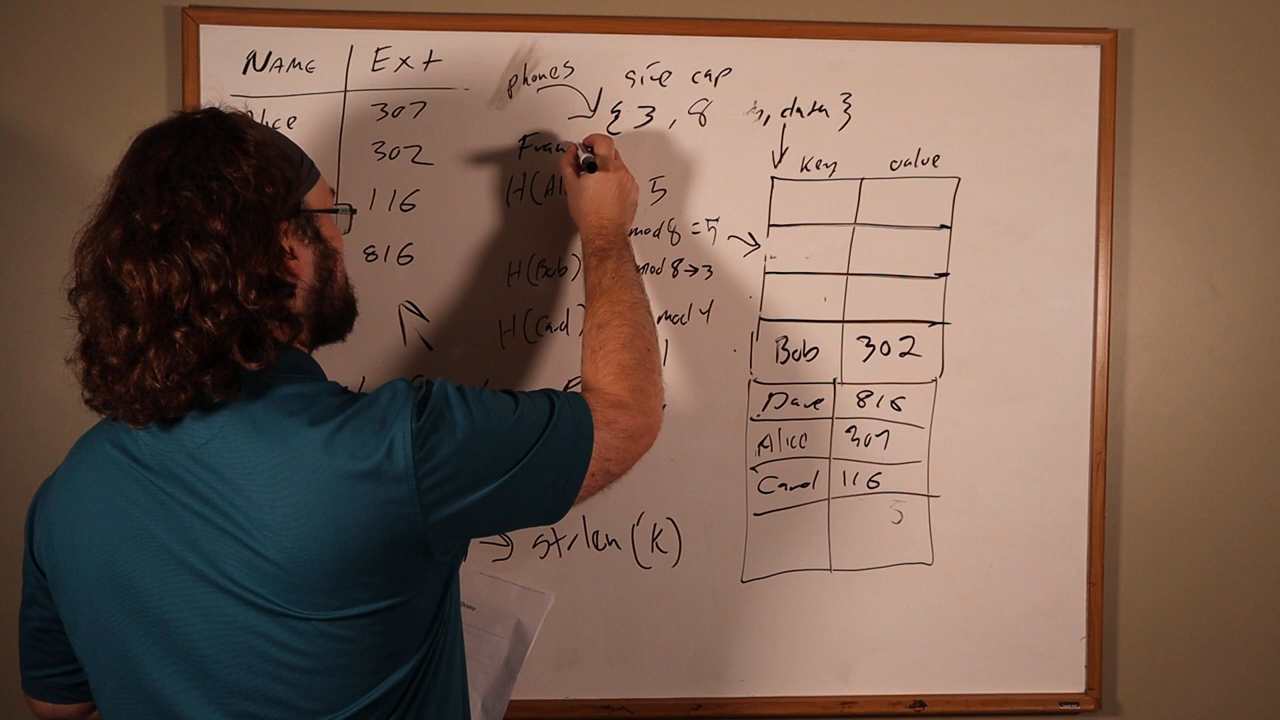 NAME Ext
Alice 307
302
116
816
phones
size cap
{3, 8 h, data}
Fran
H(Al 5
mod 8 = 5
H(Bob) mod 8 → 3
H(Carol) mod 4
1
→ strlen(k)
key value
Bob 302
Dave 816
Alice 307
Carol 116
5